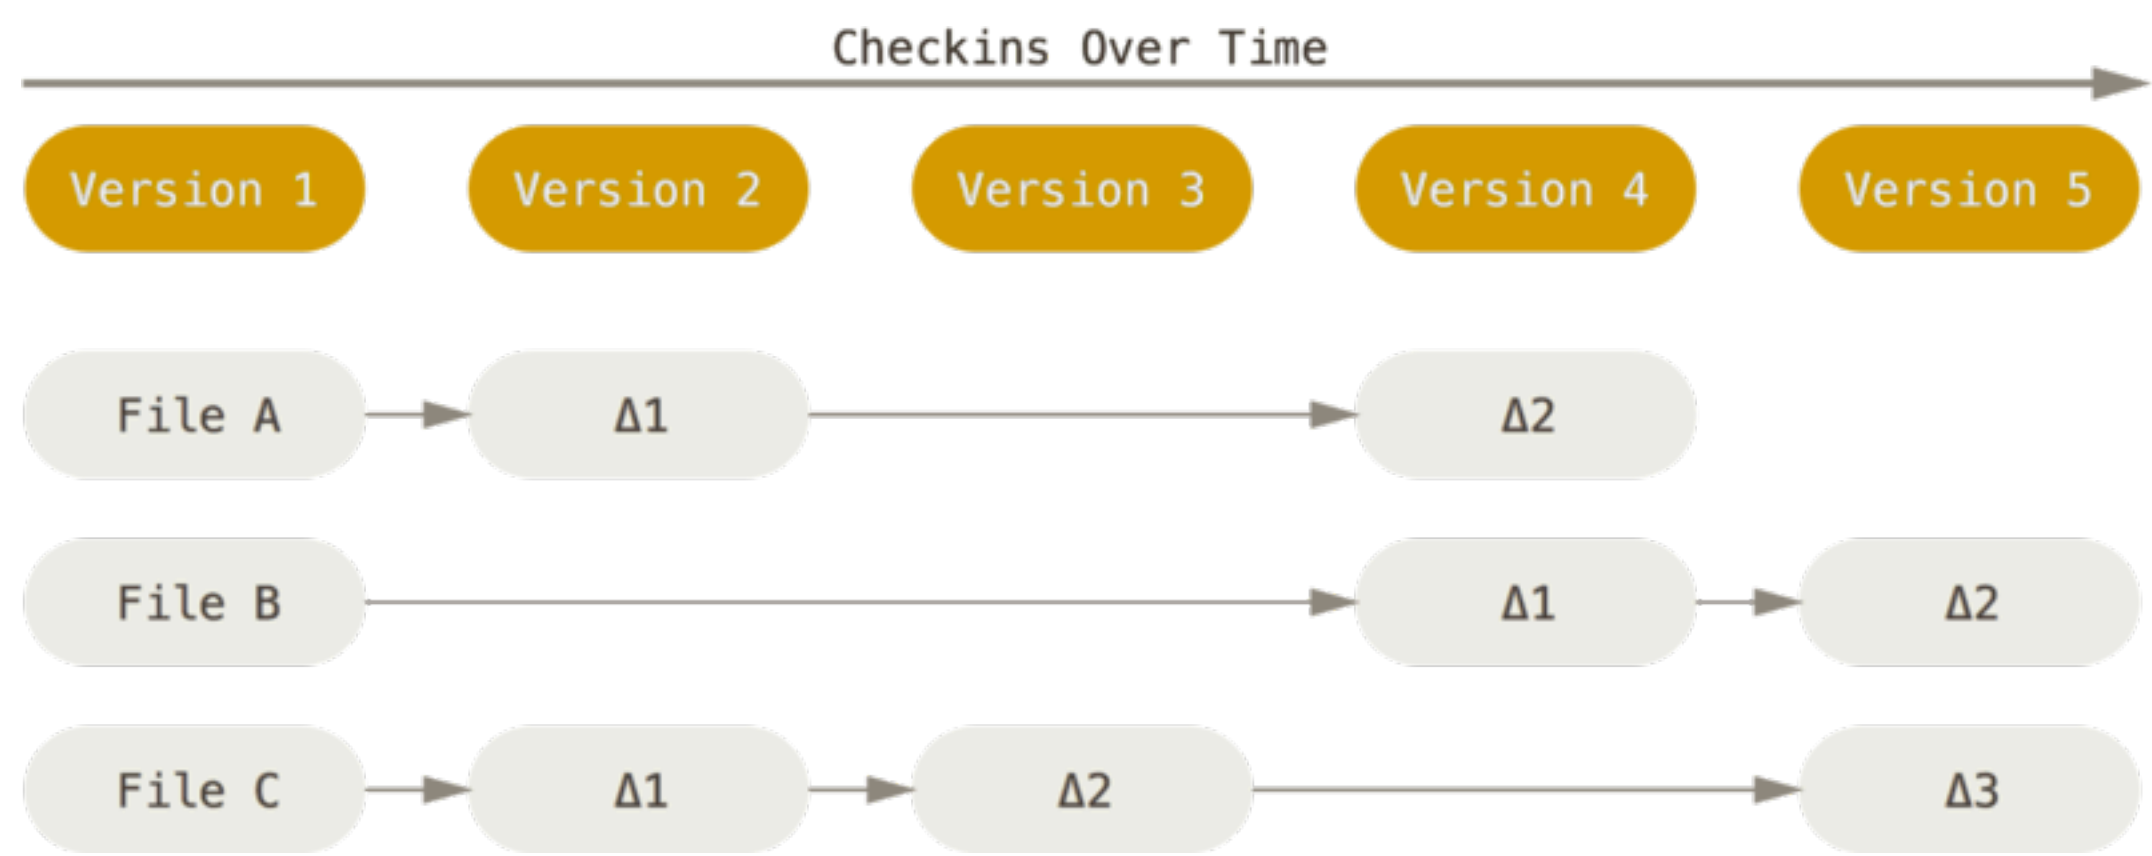 Checkins Over Time
Version 1 Version 2 Version 3 Version 4 Version 5
File A Δ1 Δ2
File B Δ1 Δ2
File C Δ1 Δ2 Δ3